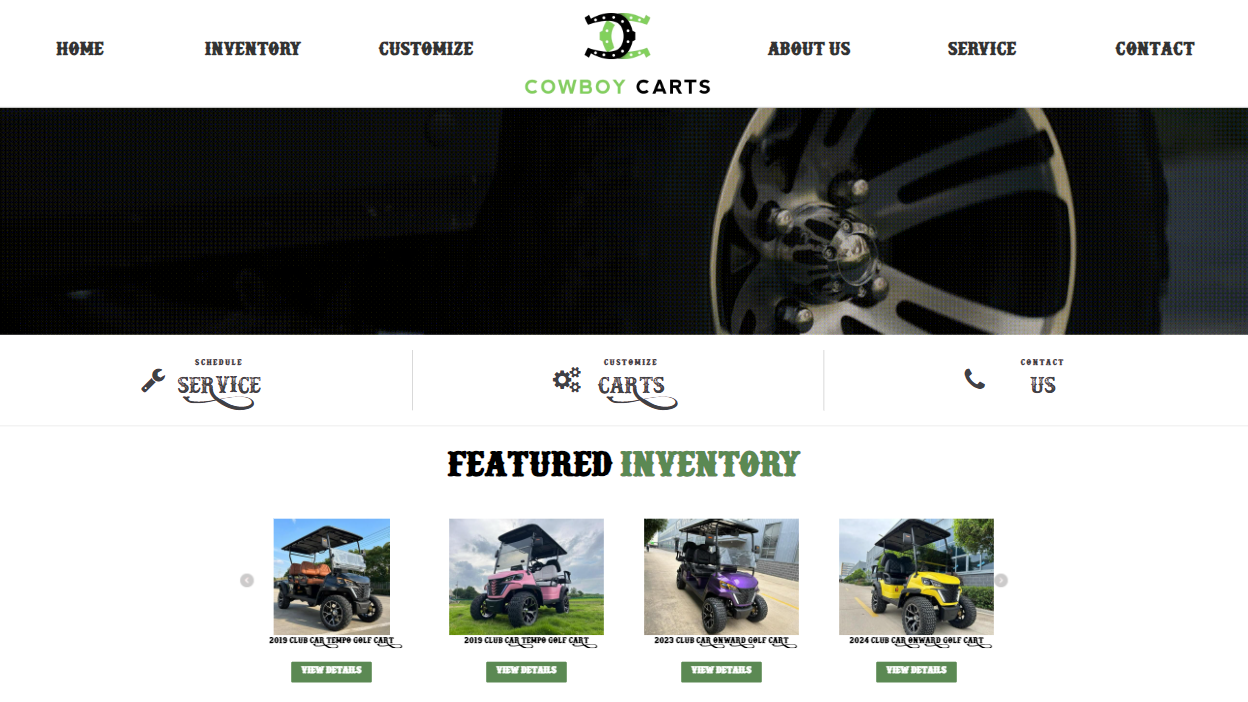 HOME INVENTORY CUSTOMIZE ABOUT US SERVICE CONTACT
COWBOY CARTS
SCHEDULE
SERVICE
CUSTOMIZE
CARTS
CONTACT
US
FEATURED INVENTORY
2019 CLUB CAR TEMPO GOLF CART
VIEW DETAILS
2019 CLUB CAR TEMPO GOLF CART
VIEW DETAILS
2023 CLUB CAR ONWARD GOLF CART
VIEW DETAILS
2024 CLUB CAR ONWARD GOLF CART
VIEW DETAILS